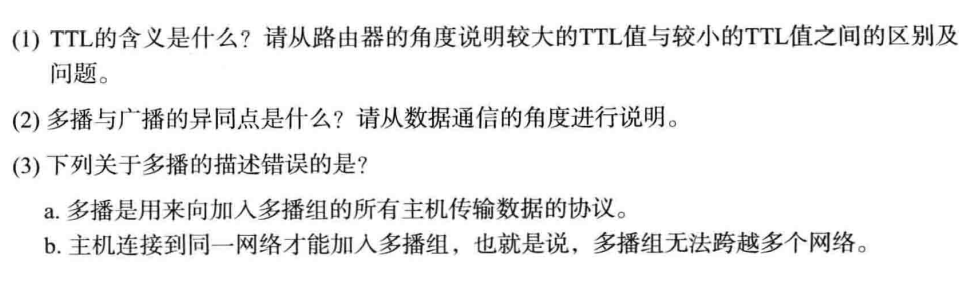 (1) TTL的含义是什么？请从路由器的角度说明较大的TTL值与较小的TTL值之间的区别及
问题。
(2) 多播与广播的异同点是什么？请从数据通信的角度进行说明。
(3) 下列关于多播的描述错误的是？
a. 多播是用来向加入多播组的所有主机传输数据的协议。
b. 主机连接到同一网络才能加入多播组，也就是说，多播组无法跨越多个网络。